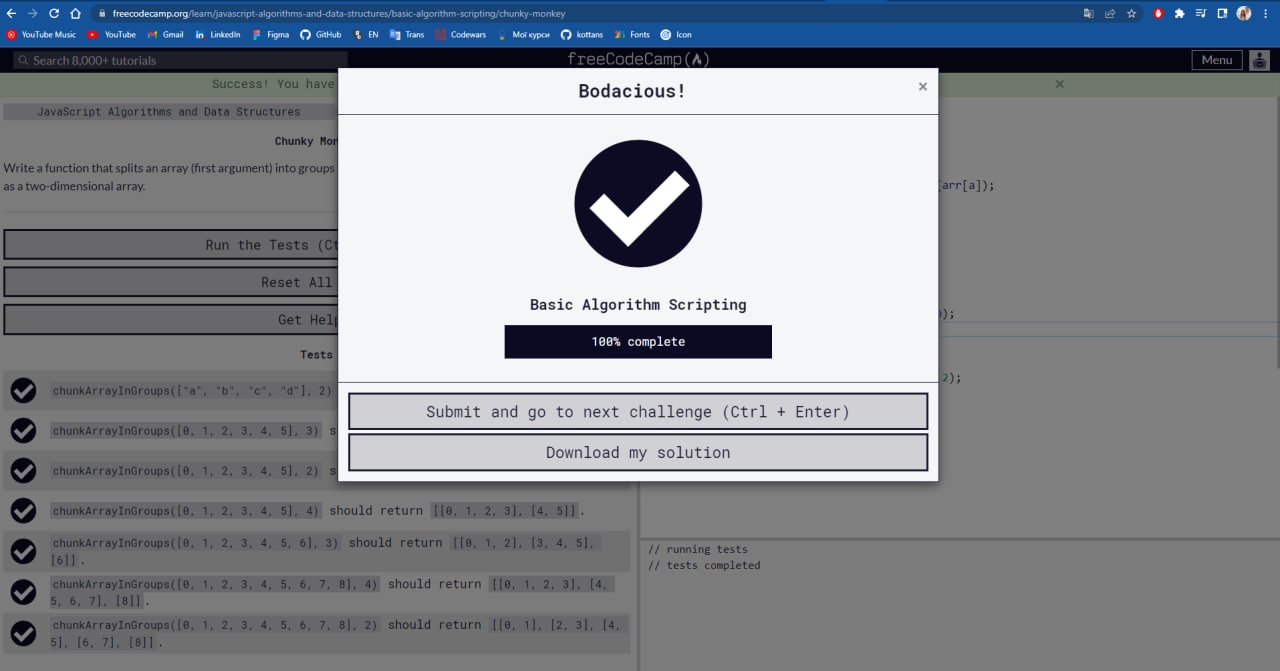 freecodecamp.org/learn/javascript-algorithms-and-data-structures/basic-algorithm-scripting/chunky-monkey
YouTube Music YouTube Gmail LinkedIn Figma GitHub EN Trans Codewars Мої курси kottans Fonts Icon
Search 8,000+ tutorials
freeCodeCamp
Menu
Success! You have
×
Bodacious!
×
JavaScript Algorithms and Data Structures
Chunky Mon
Write a function that splits an array (first argument) into groups
as a two-dimensional array.
Run the Tests (Ct
Reset All
Get Help
Tests
chunkArrayInGroups(["a", "b", "c", "d"], 2)
chunkArrayInGroups([0, 1, 2, 3, 4, 5], 3) s
chunkArrayInGroups([0, 1, 2, 3, 4, 5], 2) s
chunkArrayInGroups([0, 1, 2, 3, 4, 5], 4) should return [[0, 1, 2, 3], [4, 5]].
chunkArrayInGroups([0, 1, 2, 3, 4, 5, 6], 3) should return [[0, 1, 2], [3, 4, 5],
[6]].
chunkArrayInGroups([0, 1, 2, 3, 4, 5, 6, 7, 8], 4) should return [[0, 1, 2, 3], [4,
5, 6, 7], [8]].
chunkArrayInGroups([0, 1, 2, 3, 4, 5, 6, 7, 8], 2) should return [[0, 1], [2, 3], [4,
5], [6, 7], [8]].
Basic Algorithm Scripting
100% complete
Submit and go to next challenge (Ctrl + Enter)
Download my solution
arr[a]);
);
2);
// running tests
// tests completed